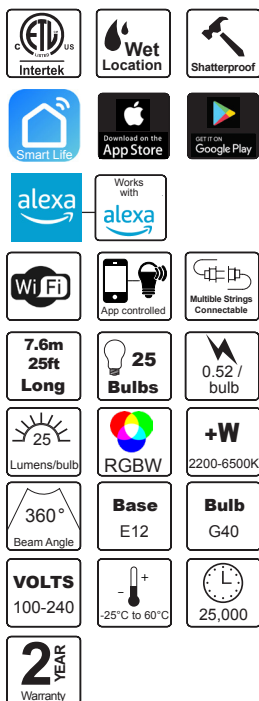 C ETL US
LISTED
Intertek
Wet
Location
Shatterproof
Smart Life
Download on the
App Store
GET IT ON
Google Play
alexa
Works
with
alexa
Wi Fi
App controlled
Multible Strings
Connectable
7.6m
25ft
Long
25
Bulbs
0.52 /
bulb
25
Lumens/bulb
RGBW
+W
2200-6500K
360°
Beam Angle
Base
E12
Bulb
G40
VOLTS
100-240
- +
-25°C to 60°C
25,000
2 YEAR
Warranty